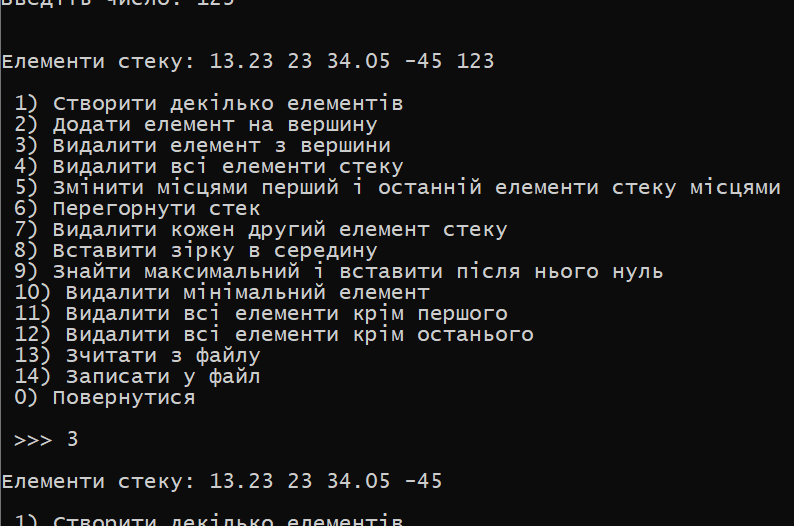 Введіть число: 123
Елементи стеку: 13.23 23 34.05 -45 123
1) Створити декілька елементів
2) Додати елемент на вершину
3) Видалити елемент з вершини
4) Видалити всі елементи стеку
5) Змінити місцями перший і останній елементи стеку місцями
6) Перегорнути стек
7) Видалити кожен другий елемент стеку
8) Вставити зірку в середину
9) Знайти максимальний і вставити після нього нуль
10) Видалити мінімальний елемент
11) Видалити всі елементи крім першого
12) Видалити всі елементи крім останього
13) Зчитати з файлу
14) Записати у файл
0) Повернутися
>>> 3
Елементи стеку: 13.23 23 34.05 -45
1) Створити декілька елементів